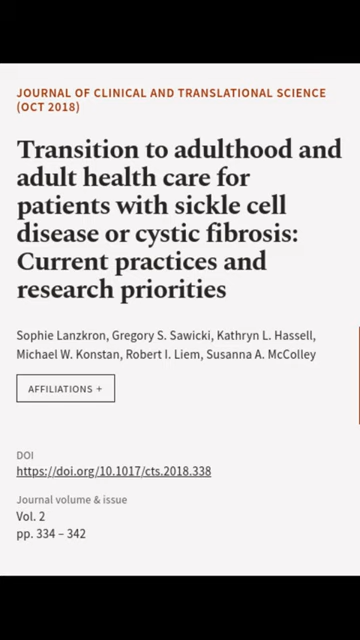 JOURNAL OF CLINICAL AND TRANSLATIONAL SCIENCE
(OCT 2018)
Transition to adulthood and
adult health care for
patients with sickle cell
disease or cystic fibrosis:
Current practices and
research priorities
Sophie Lanzkron, Gregory S. Sawicki, Kathryn L. Hassell,
Michael W. Konstan, Robert I. Liem, Susanna A. McColley
AFFILIATIONS +
DOI
https://doi.org/10.1017/cts.2018.338
Journal volume & issue
Vol. 2
pp. 334 – 342